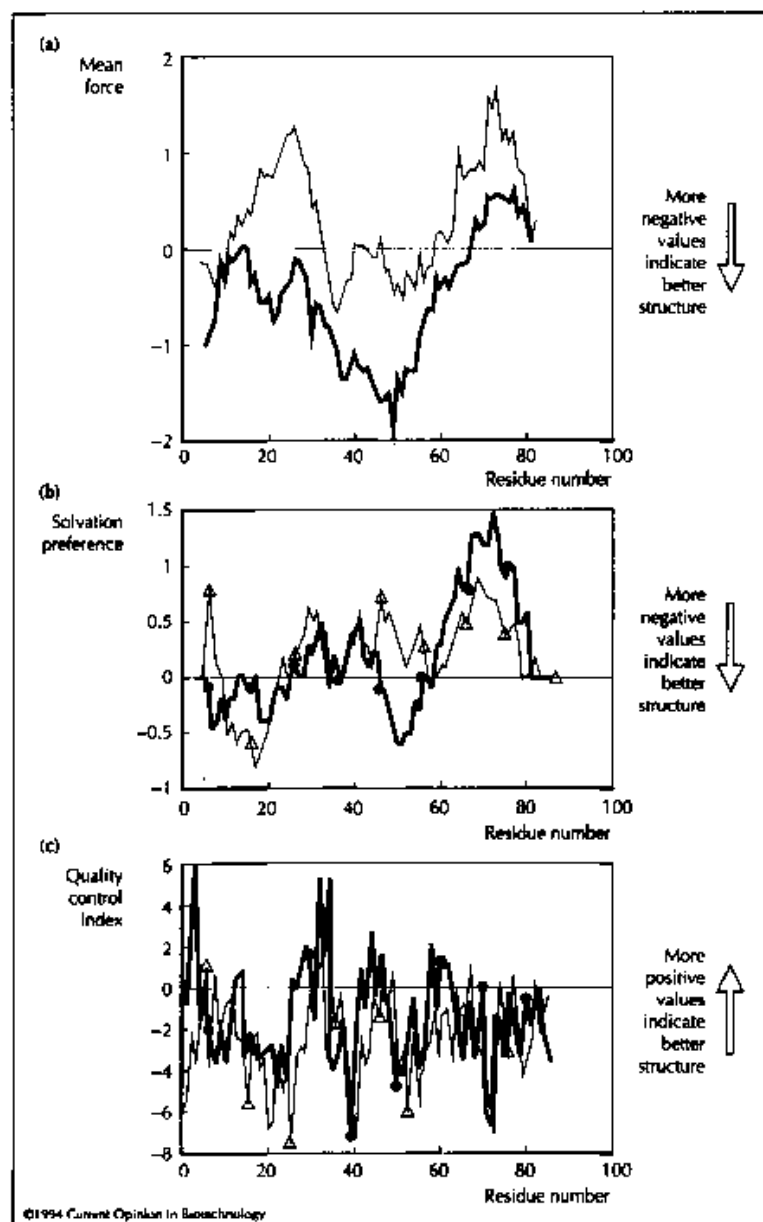 (a)
Mean
force
2
1
0
−1
−2
0
20
40
60
80
100
Residue number
More
negative
values
indicate
better
structure
(b)
Solvation
preference
1.5
1
0.5
0
−0.5
−1
0
20
40
60
80
100
Residue number
More
negative
values
indicate
better
structure
(c)
Quality
control
index
6
4
2
0
−2
−4
−6
−8
0
20
40
60
80
100
Residue number
More
positive
values
indicate
better
structure
©1994 Current Opinion in Biotechnology